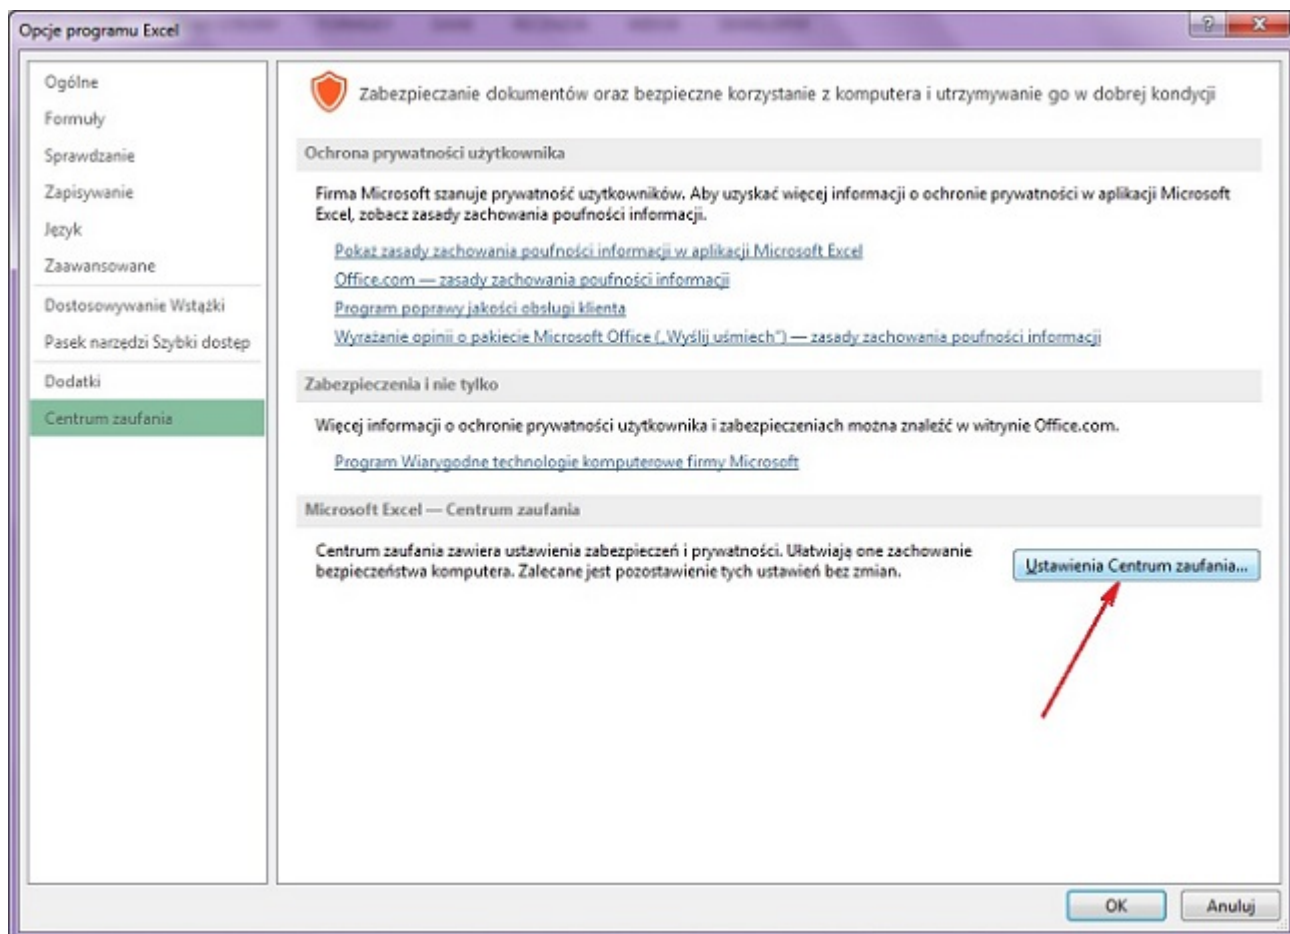 Opcje programu Excel
Ogólne
Formuły
Sprawdzanie
Zapisywanie
Język
Zaawansowane
Dostosowywanie Wstążki
Pasek narzędzi Szybki dostęp
Dodatki
Centrum zaufania
Zabezpieczanie dokumentów oraz bezpieczne korzystanie z komputera i utrzymywanie go w dobrej kondycji
Ochrona prywatności użytkownika
Firma Microsoft szanuje prywatność użytkowników. Aby uzyskać więcej informacji o ochronie prywatności w aplikacji Microsoft
Excel, zobacz zasady zachowania poufności informacji.
Pokaż zasady zachowania poufności informacji w aplikacji Microsoft Excel
Office.com — zasady zachowania poufności informacji
Program poprawy jakości obsługi klienta
Wyrażanie opinii o pakiecie Microsoft Office („Wyślij uśmiech”) — zasady zachowania poufności informacji
Zabezpieczenia i nie tylko
Więcej informacji o ochronie prywatności użytkownika i zabezpieczeniach można znaleźć w witrynie Office.com.
Program Wiarygodne technologie komputerowe firmy Microsoft
Microsoft Excel — Centrum zaufania
Centrum zaufania zawiera ustawienia zabezpieczeń i prywatności. Ułatwiają one zachowanie
bezpieczeństwa komputera. Zalecane jest pozostawienie tych ustawień bez zmian.
Ustawienia Centrum zaufania...
OK
Anuluj